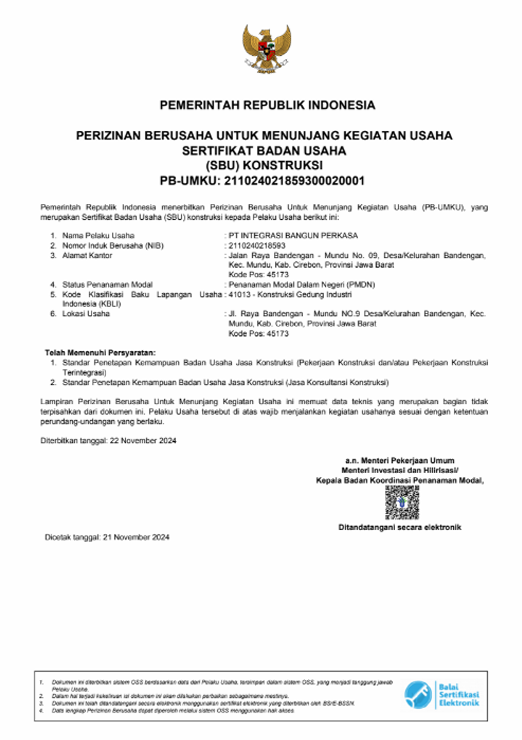 PEMERINTAH REPUBLIK INDONESIA
PERIZINAN BERUSAHA UNTUK MENUNJANG KEGIATAN USAHA
SERTIFIKAT BADAN USAHA
(SBU) KONSTRUKSI
PB-UMKU: 211024021859300020001
Pemerintah Republik Indonesia menerbitkan Perizinan Berusaha Untuk Menunjang Kegiatan Usaha (PB-UMKU), yang
merupakan Sertifikat Badan Usaha (SBU) konstruksi kepada Pelaku Usaha berikut ini:
1. Nama Pelaku Usaha : PT INTEGRASI BANGUN PERKASA
2. Nomor Induk Berusaha (NIB) : 2110240218593
3. Alamat Kantor : Jalan Raya Bandengan - Mundu No. 09, Desa/Kelurahan Bandengan,
Kec. Mundu, Kab. Cirebon, Provinsi Jawa Barat
Kode Pos: 45173
4. Status Penanaman Modal : Penanaman Modal Dalam Negeri (PMDN)
5. Kode Klasifikasi Baku Lapangan Usaha : 41013 - Konstruksi Gedung Industri
Indonesia (KBLI)
6. Lokasi Usaha : Jl. Raya Bandengan - Mundu NO.9 Desa/Kelurahan Bandengan, Kec.
Mundu, Kab. Cirebon, Provinsi Jawa Barat
Kode Pos: 45173
Telah Memenuhi Persyaratan:
1. Standar Penetapan Kemampuan Badan Usaha Jasa Konstruksi (Pekerjaan Konstruksi dan/atau Pekerjaan Konstruksi
Terintegrasi)
2. Standar Penetapan Kemampuan Badan Usaha Jasa Konstruksi (Jasa Konsultansi Konstruksi)
Lampiran Perizinan Berusaha Untuk Menunjang Kegiatan Usaha ini memuat data teknis yang merupakan bagian tidak
terpisahkan dari dokumen ini. Pelaku Usaha tersebut di atas wajib menjalankan kegiatan usahanya sesuai dengan ketentuan
perundang-undangan yang berlaku.
Diterbitkan tanggal: 22 November 2024
a.n. Menteri Pekerjaan Umum
Menteri Investasi dan Hilirisasi/
Kepala Badan Koordinasi Penanaman Modal,
Ditandatangani secara elektronik
Dicetak tanggal: 21 November 2024
1. Dokumen ini diterbitkan sistem OSS berdasarkan data dari Pelaku Usaha, tersimpan dalam sistem OSS, yang menjadi tanggung jawab
Pelaku Usaha.
2. Dalam hal terjadi kekeliruan isi dokumen ini akan dilakukan perbaikan sebagaimana mestinya.
3. Dokumen ini telah ditandatangani secara elektronik menggunakan sertifikat elektronik yang diterbitkan oleh BSrE-BSSN.
4. Data lengkap Perizinan Berusaha dapat diperoleh melalui sistem OSS menggunakan hak akses.
Balai
Sertifikasi
Elektronik